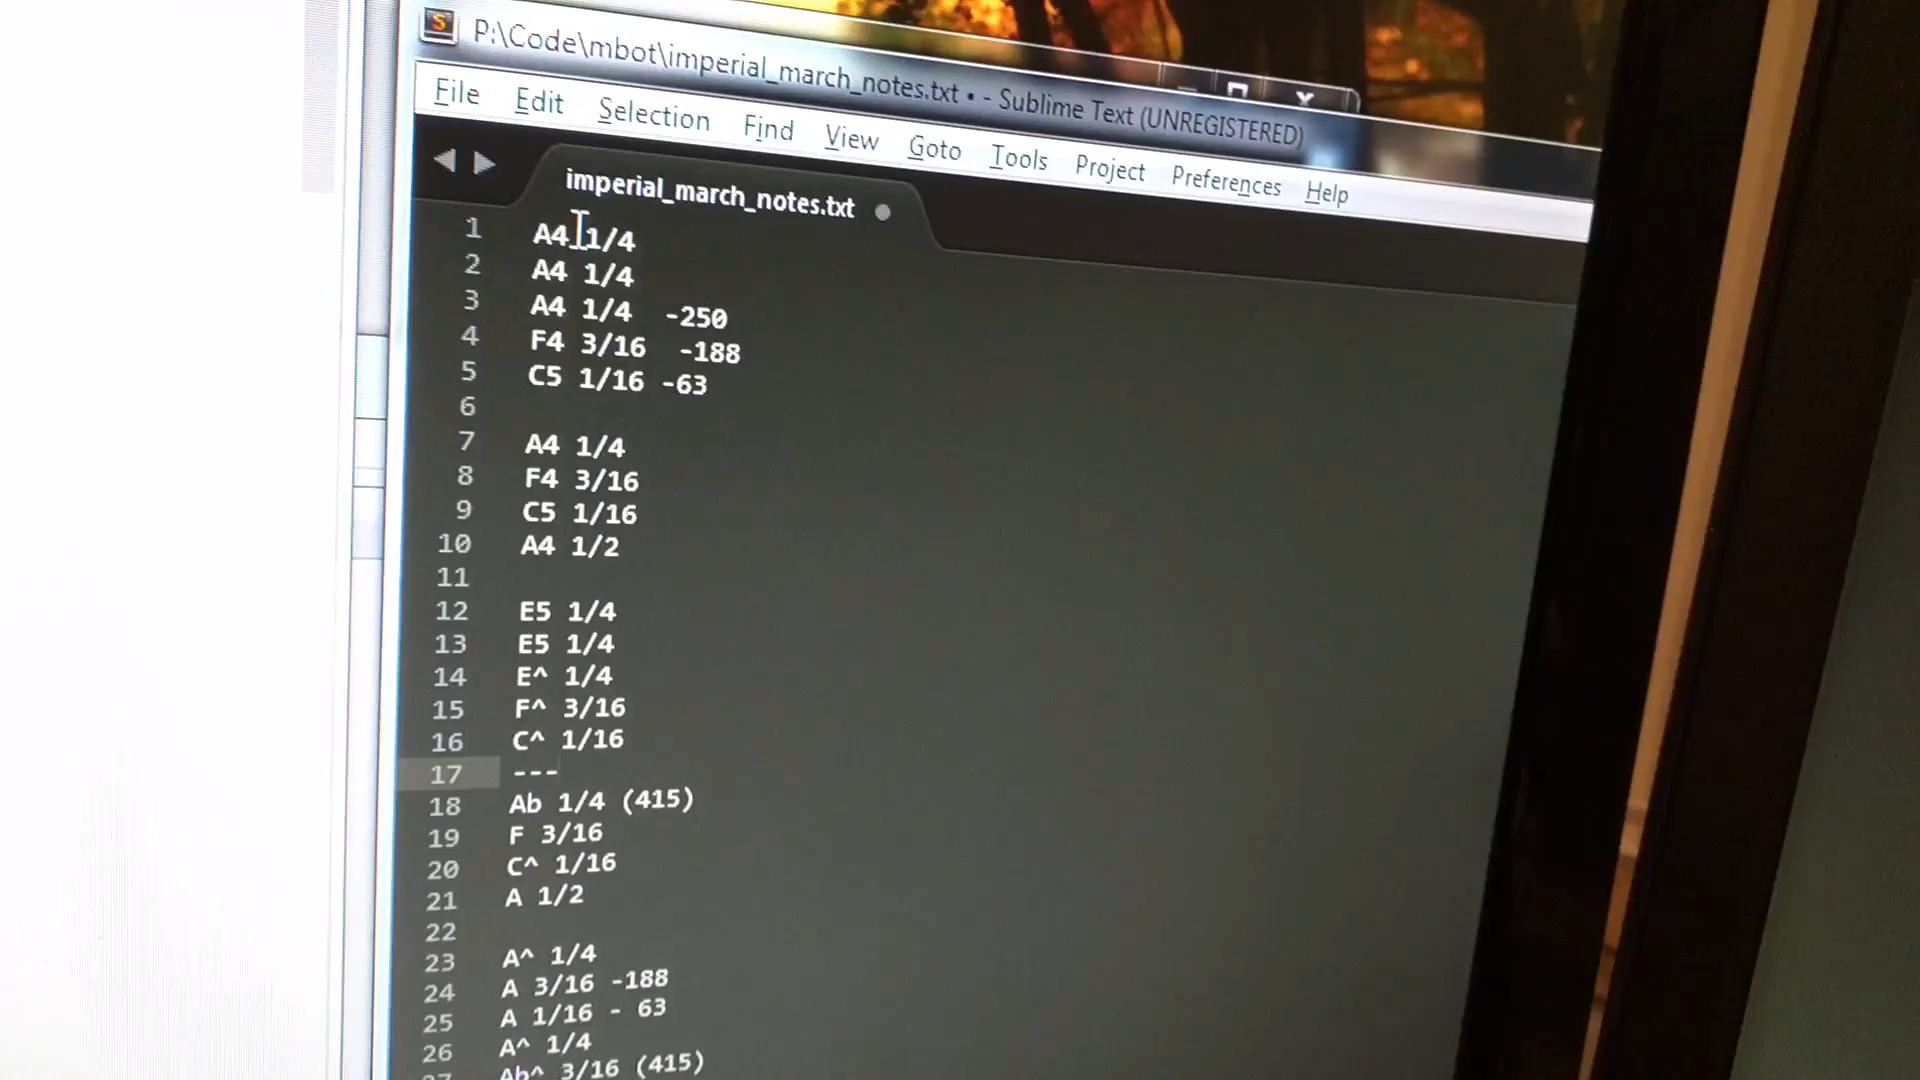 P:\Code\mbot\imperial_march_notes.txt • - Sublime Text (UNREGISTERED)
File Edit Selection Find View Goto Tools Project Preferences Help
imperial_march_notes.txt
1 A4 1/4
2 A4 1/4
3 A4 1/4 -250
4 F4 3/16 -188
5 C5 1/16 -63
6
7 A4 1/4
8 F4 3/16
9 C5 1/16
10 A4 1/2
11
12 E5 1/4
13 E5 1/4
14 E^ 1/4
15 F^ 3/16
16 C^ 1/16
17 ---
18 Ab 1/4 (415)
19 F 3/16
20 C^ 1/16
21 A 1/2
22
23 A^ 1/4
24 A 3/16 -188
25 A 1/16 - 63
26 A^ 1/4
27 Ab^ 3/16 (415)